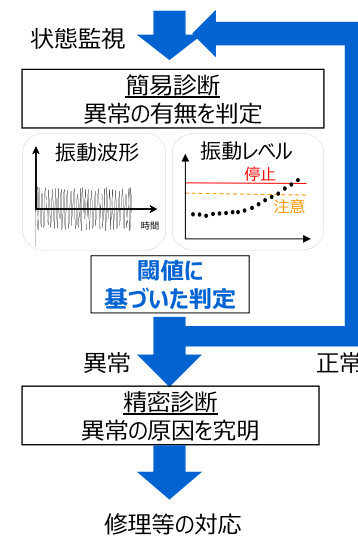 状態監視
簡易診断
異常の有無を判定
振動波形
時間
振動レベル
停止
注意
閾値に
基づいた判定
異常
正常
精密診断
異常の原因を究明
修理等の対応